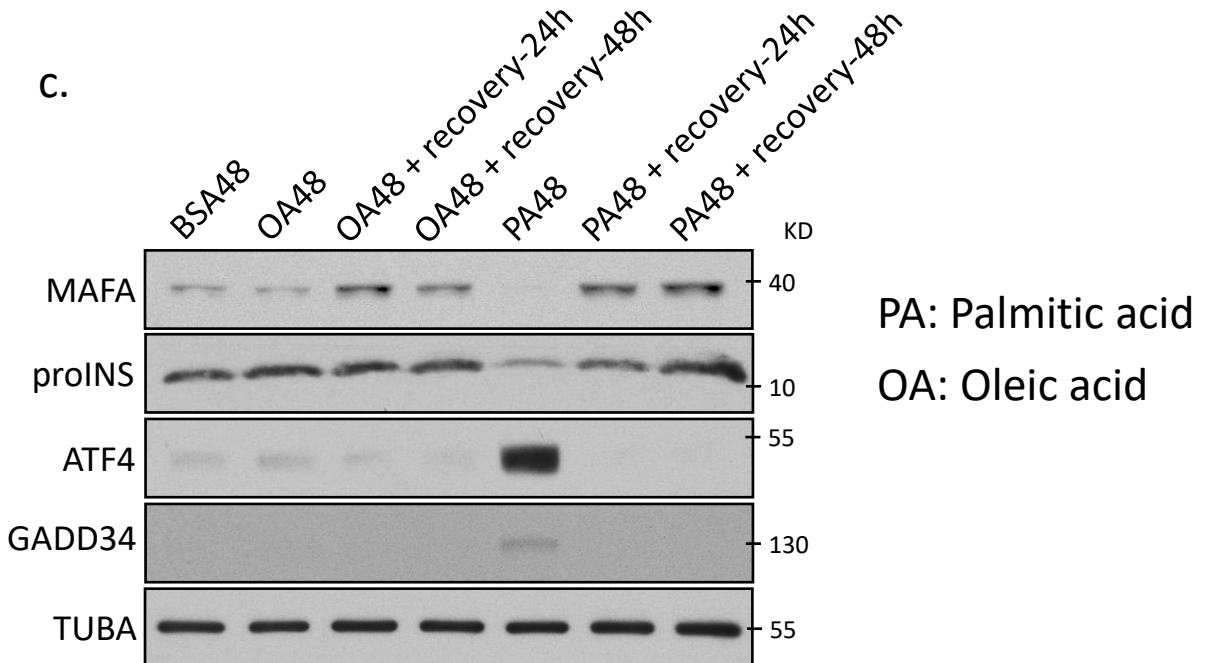 c.
BSA48
OA48
OA48 + recovery-24h
OA48 + recovery-48h
PA48
PA48 + recovery-24h
PA48 + recovery-48h
KD
MAFA
40
proINS
10
ATF4
55
GADD34
130
TUBA
55
PA: Palmitic acid
OA: Oleic acid